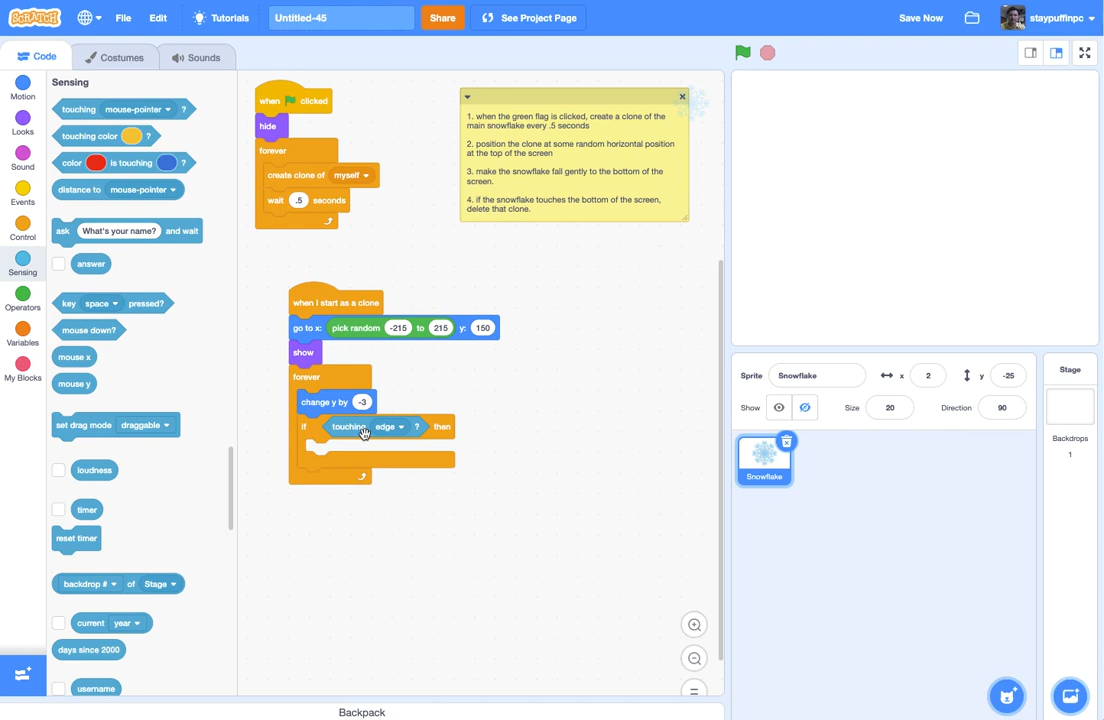 SCRATCH
File
Edit
Tutorials
Untitled-45
Share
See Project Page
Save Now
staypuffinpc
Code
Costumes
Sounds
Motion
Looks
Sound
Events
Control
Sensing
Operators
Variables
My Blocks
Sensing
touching mouse-pointer ?
touching color ?
color is touching ?
distance to mouse-pointer
ask What's your name? and wait
answer
key space pressed?
mouse down?
mouse x
mouse y
set drag mode draggable
loudness
timer
reset timer
backdrop # of Stage
current year
days since 2000
username
when clicked
hide
forever
create clone of myself
wait .5 seconds
1. when the green flag is clicked, create a clone of the
main snowflake every .5 seconds
2. position the clone at some random horizontal position
at the top of the screen
3. make the snowflake fall gently to the bottom of the
screen.
4. if the snowflake touches the bottom of the screen,
delete that clone.
when I start as a clone
go to x: pick random -215 to 215 y: 150
show
forever
change y by -3
if touching edge ? then
Sprite Snowflake x 2 y -25
Show Size 20 Direction 90
Snowflake
Stage
Backdrops
1
Backpack